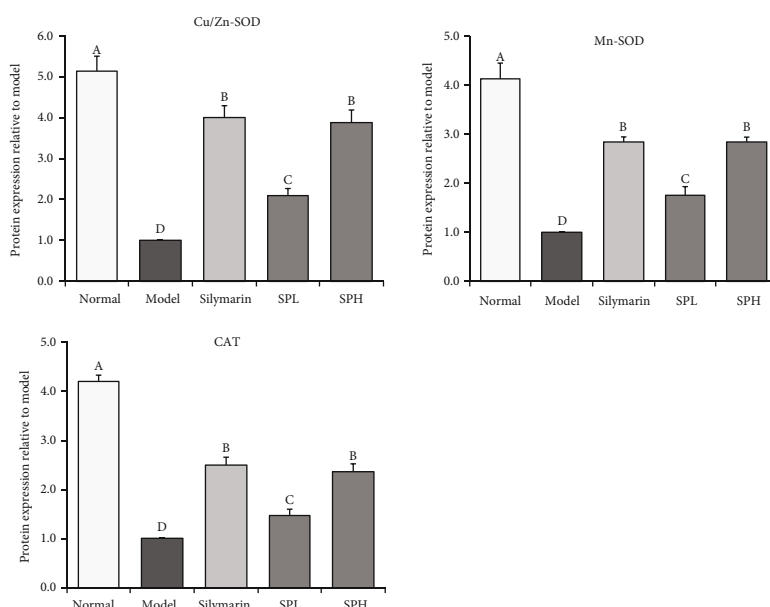 Cu/Zn-SOD
Protein expression relative to model
6.0
5.0
4.0
3.0
2.0
1.0
0.0
A
D
B
C
B
Normal Model Silymarin SPL SPH
Mn-SOD
Protein expression relative to model
5.0
4.0
3.0
2.0
1.0
0.0
A
D
B
C
B
Normal Model Silymarin SPL SPH
CAT
Protein expression relative to model
5.0
4.0
3.0
2.0
1.0
0.0
A
D
B
C
B
Normal Model Silymarin SPL SPH